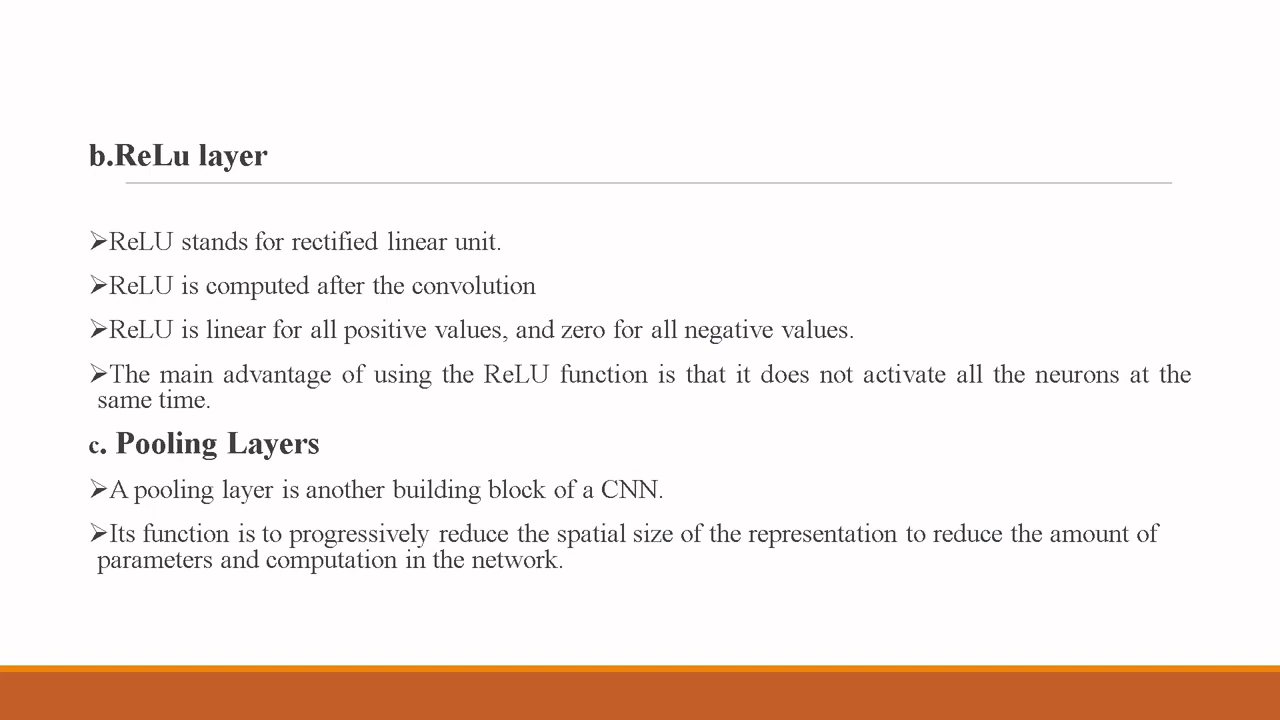 b.ReLu layer
➢ReLU stands for rectified linear unit.
➢ReLU is computed after the convolution
➢ReLU is linear for all positive values, and zero for all negative values.
➢The main advantage of using the ReLU function is that it does not activate all the neurons at the
same time.
c. Pooling Layers
➢A pooling layer is another building block of a CNN.
➢Its function is to progressively reduce the spatial size of the representation to reduce the amount of
parameters and computation in the network.